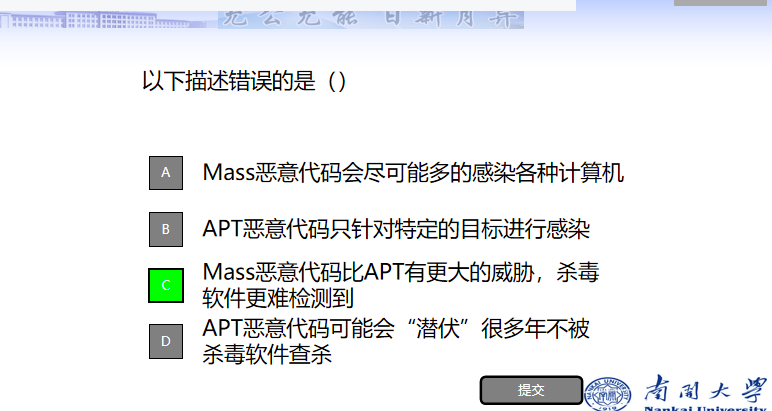 允公允能 日新月异
以下描述错误的是（）
A
Mass恶意代码会尽可能多的感染各种计算机
B
APT恶意代码只针对特定的目标进行感染
C
Mass恶意代码比APT有更大的威胁，杀毒
软件更难检测到
D
APT恶意代码可能会“潜伏”很多年不被
杀毒软件查杀
提交
南開大學
Nankai University